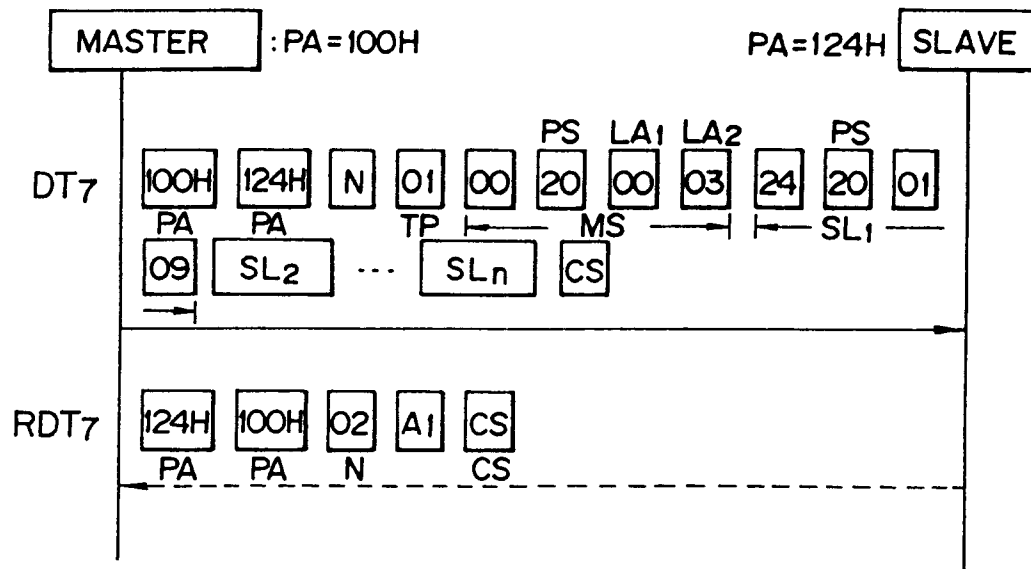 MASTER :PA=100H PA=124H SLAVE
PS LA1 LA2 PS
DT7 100H 124H N 01 00 20 00 03 24 20 01
PA PA TP MS SL1
09 SL2 ... SLn CS
RDT7 124H 100H 02 A1 CS
PA PA N CS